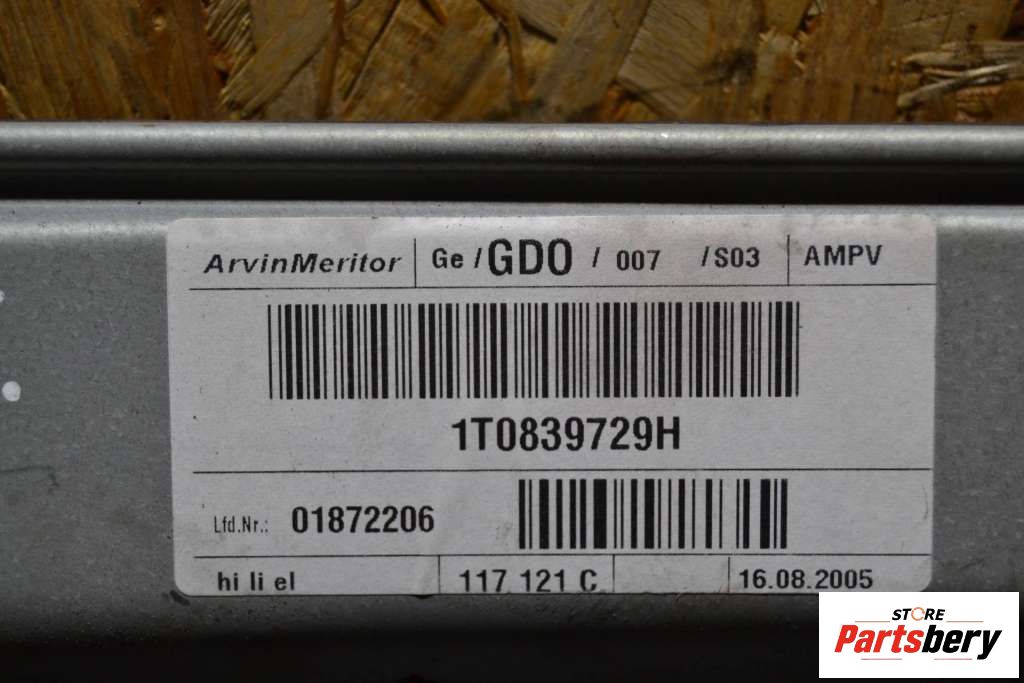 ArvinMeritor Ge / GDO / 007 / S03 AMPV
1T0839729H
Lfd.Nr.: 01872206
hi li el 117 121 C 16.08.2005
STORE
Partsbery